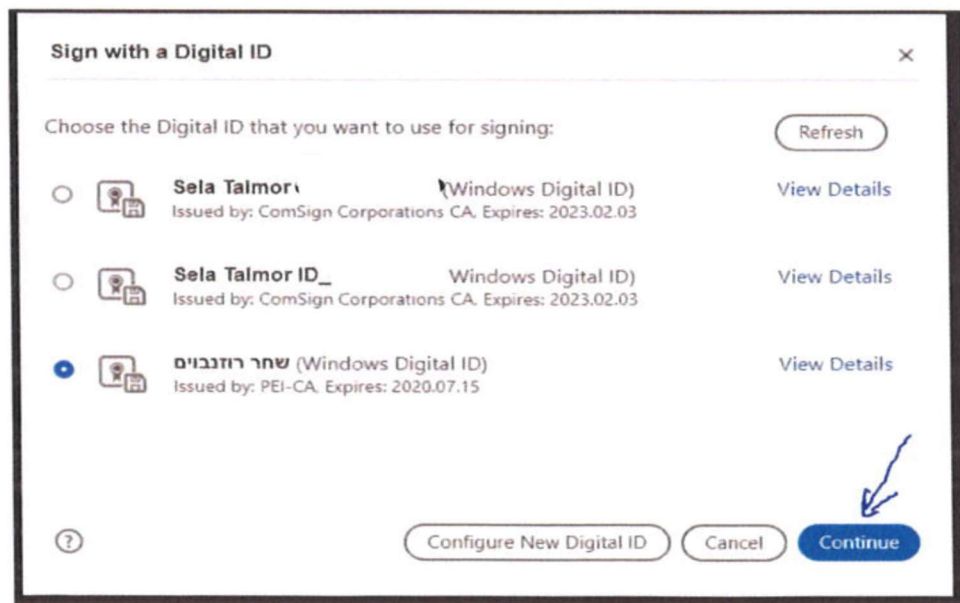 Sign with a Digital ID
Choose the Digital ID that you want to use for signing:
Refresh
Sela Talmor (Windows Digital ID)
View Details
Issued by: ComSign Corporations CA. Expires: 2023.02.03
Sela Talmor ID_ Windows Digital ID)
View Details
Issued by: ComSign Corporations CA. Expires: 2023.02.03
שחר רוזנבוים (Windows Digital ID)
View Details
Issued by: PEI-CA. Expires: 2020.07.15
Configure New Digital ID
Cancel
Continue